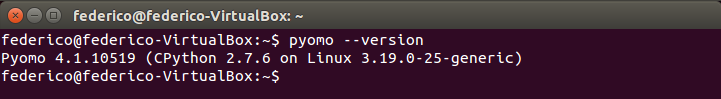 federico@federico-VirtualBox: ~
federico@federico-VirtualBox:~$ pyomo --version
Pyomo 4.1.10519 (CPython 2.7.6 on Linux 3.19.0-25-generic)
federico@federico-VirtualBox:~$